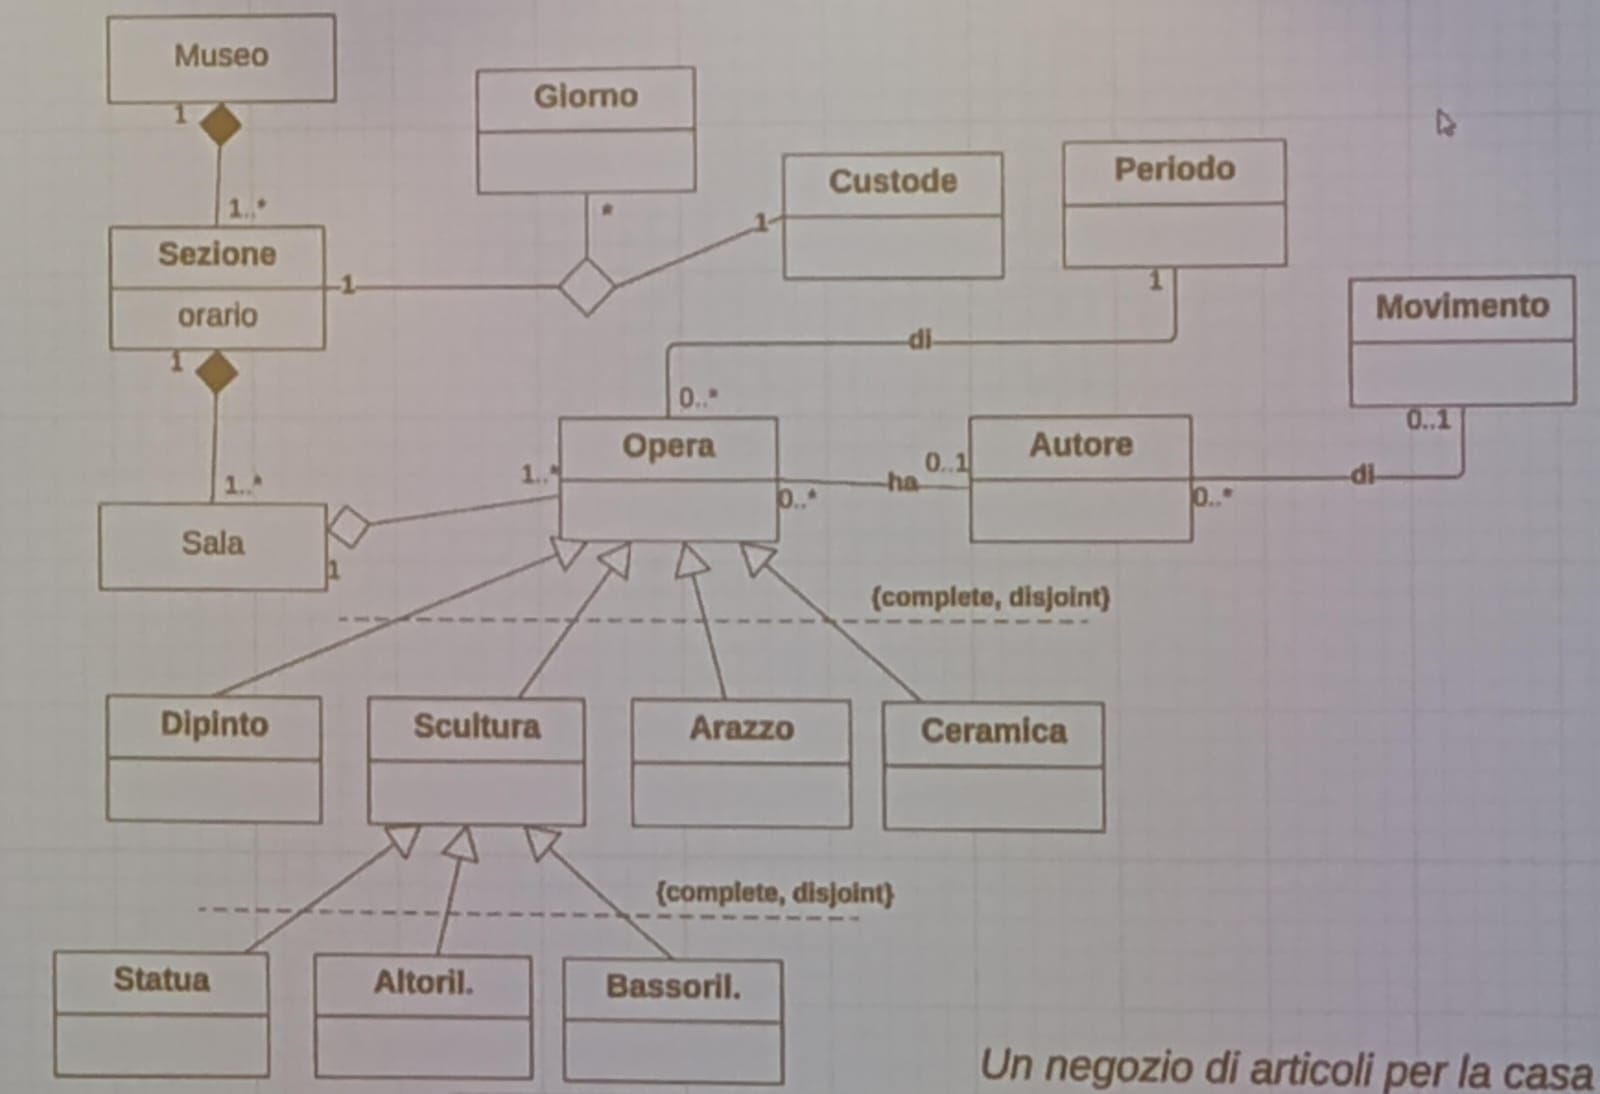 Museo
1
1..*
Giorno
*
Custode
1
Periodo
1
Sezione
orario
1
1
1..*
di
Movimento
0..1
0..*
Opera
1..*
0..*
ha
0..1
Autore
0..*
di
Sala
1
{complete, disjoint}
Dipinto
Scultura
Arazzo
Ceramica
{complete, disjoint}
Statua
Altoril.
Bassoril.
Un negozio di articoli per la casa